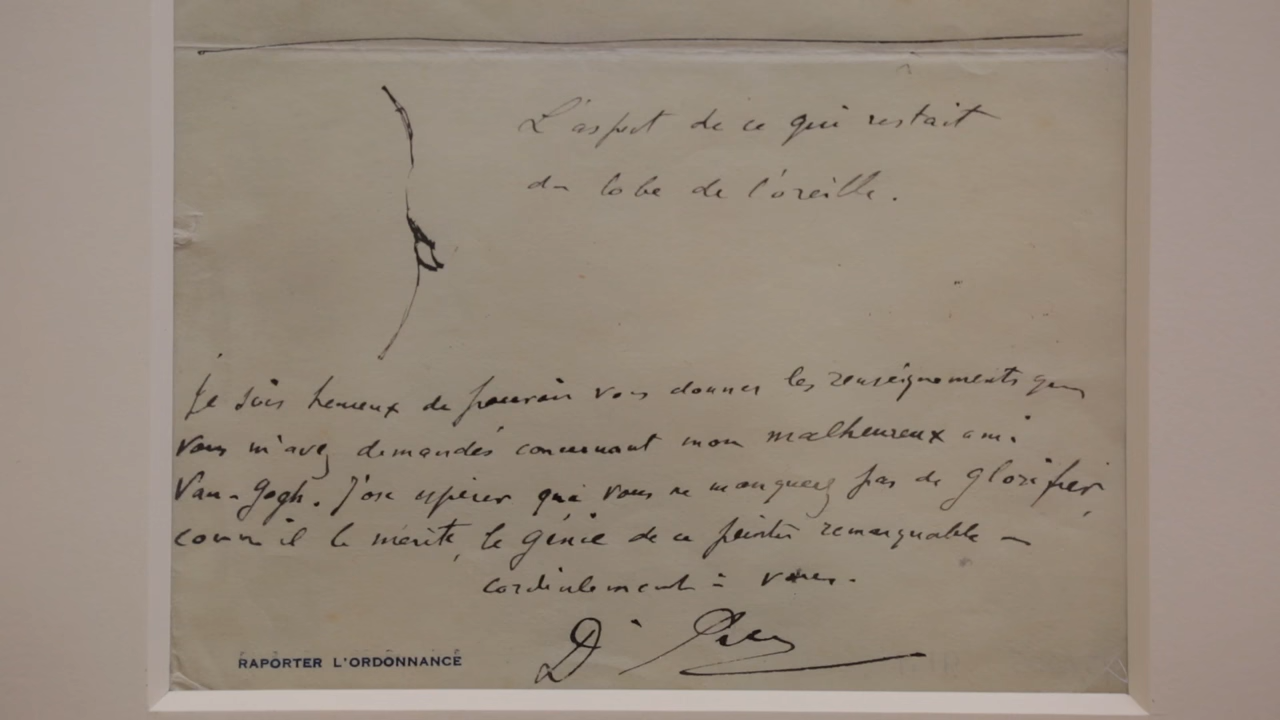 L'aspect de ce qui restait
du lobe de l'oreille.
Je suis heureux de pouvoir vous donner les renseignements que
vous m'avez demandés concernant mon malheureux ami
Van-Gogh. J'ose espérer que vous ne manquerez pas de glorifier,
comme il le mérite, le génie de ce peintre remarquable –
cordialement à vous.
Dr Rey
RAPORTER L'ORDONNANCE